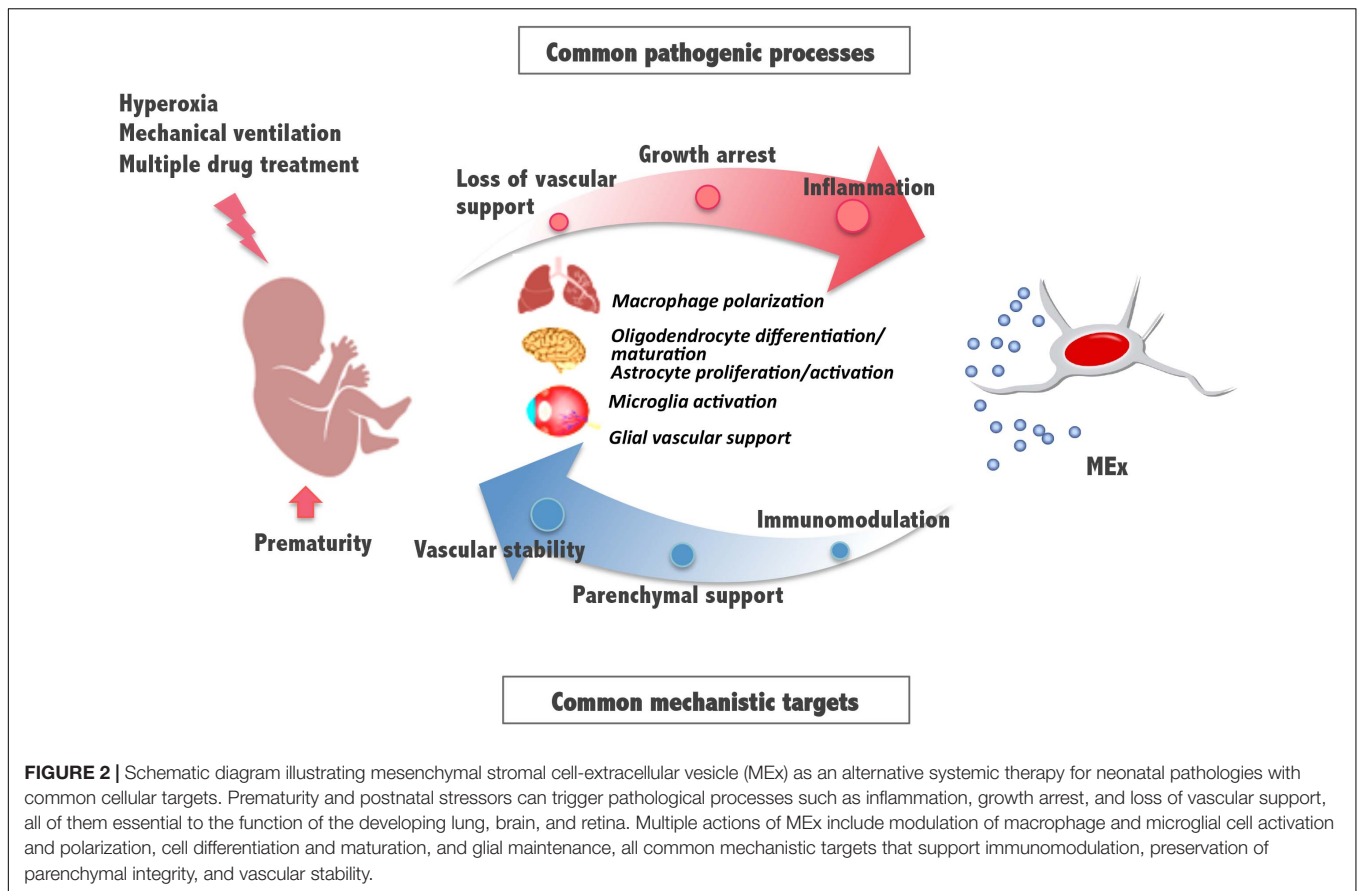 Common pathogenic processes
Hyperoxia
Mechanical ventilation
Multiple drug treatment
Loss of vascular
support
Growth arrest
Inflammation
Macrophage polarization
Oligodendrocyte differentiation/
maturation
Astrocyte proliferation/activation
Microglia activation
Glial vascular support
MEx
Prematurity
Vascular stability
Immunomodulation
Parenchymal support
Common mechanistic targets
FIGURE 2 | Schematic diagram illustrating mesenchymal stromal cell-extracellular vesicle (MEx) as an alternative systemic therapy for neonatal pathologies with
common cellular targets. Prematurity and postnatal stressors can trigger pathological processes such as inflammation, growth arrest, and loss of vascular support,
all of them essential to the function of the developing lung, brain, and retina. Multiple actions of MEx include modulation of macrophage and microglial cell activation
and polarization, cell differentiation and maturation, and glial maintenance, all common mechanistic targets that support immunomodulation, preservation of
parenchymal integrity, and vascular stability.